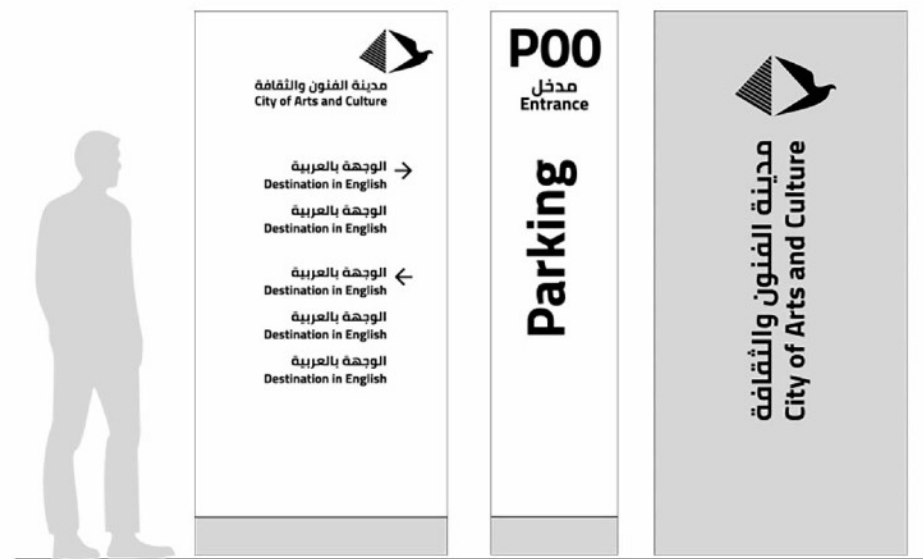 مدينة الفنون والثقافة
City of Arts and Culture
الوجهة بالعربية
Destination in English
الوجهة بالعربية
Destination in English
الوجهة بالعربية
Destination in English
الوجهة بالعربية
Destination in English
الوجهة بالعربية
Destination in English
P00
مدخل
Entrance
Parking
مدينة الفنون والثقافة
City of Arts and Culture